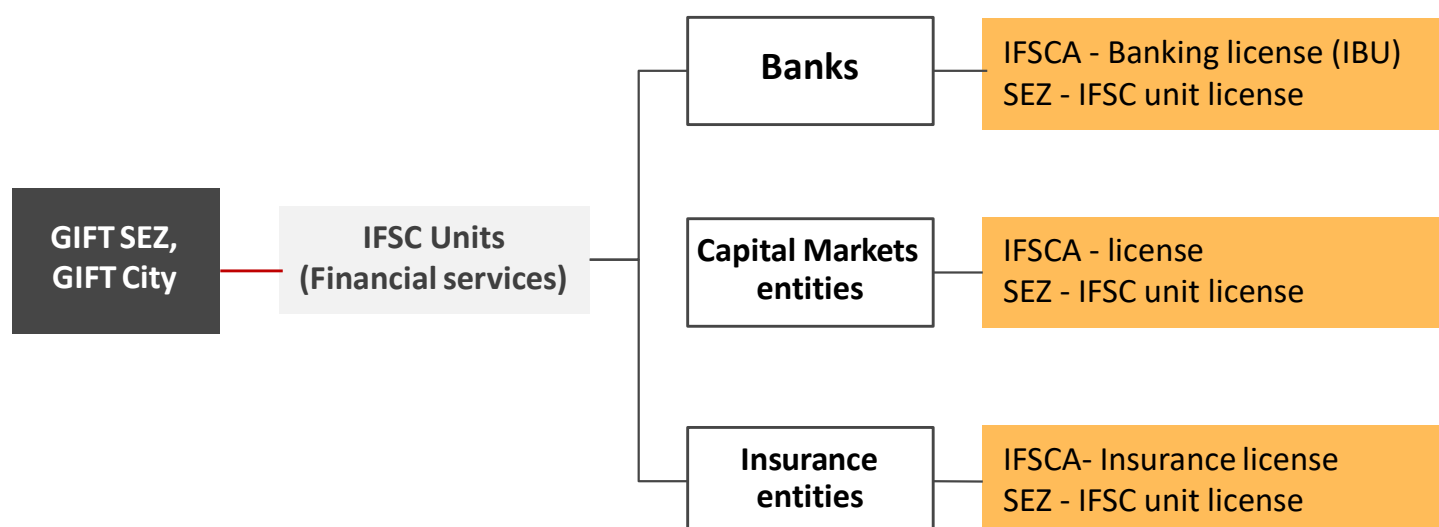 GIFT SEZ,
GIFT City
IFSC Units
(Financial services)
Banks
IFSCA - Banking license (IBU)
SEZ - IFSC unit license
Capital Markets
entities
IFSCA - license
SEZ - IFSC unit license
Insurance
entities
IFSCA- Insurance license
SEZ - IFSC unit license